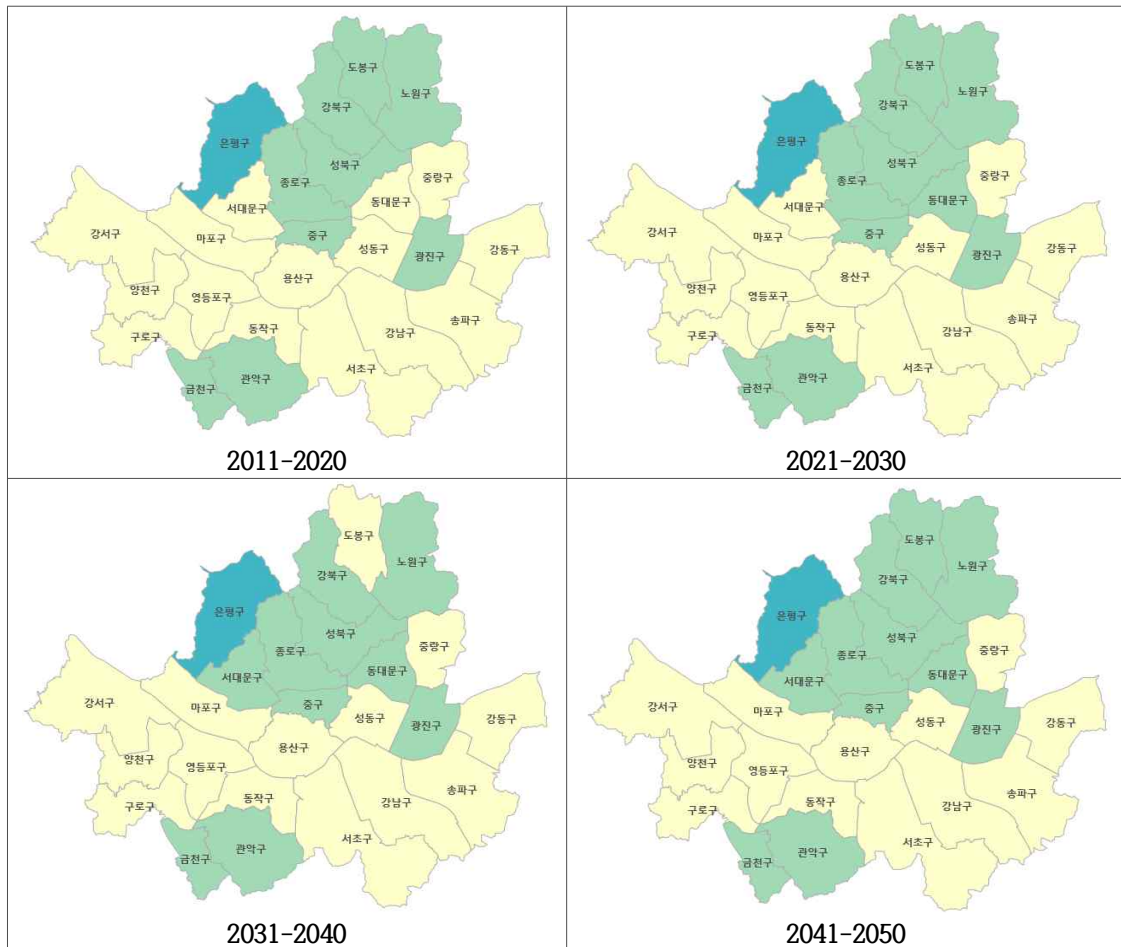 도봉구
노원구
강북구
은평구
성북구
종로구
중랑구
동대문구
서대문구
강서구
마포구
중구
성동구
광진구
강동구
용산구
양천구
영등포구
송파구
구로구
동작구
강남구
서초구
금천구
관악구
2011-2020
도봉구
노원구
강북구
은평구
성북구
종로구
중랑구
동대문구
서대문구
강서구
마포구
중구
성동구
광진구
강동구
용산구
양천구
영등포구
송파구
구로구
동작구
강남구
서초구
금천구
관악구
2021-2030
도봉구
노원구
강북구
은평구
성북구
종로구
중랑구
동대문구
서대문구
강서구
마포구
중구
성동구
광진구
강동구
용산구
양천구
영등포구
송파구
구로구
동작구
강남구
서초구
금천구
관악구
2031-2040
도봉구
노원구
강북구
은평구
성북구
종로구
중랑구
동대문구
서대문구
강서구
마포구
중구
성동구
광진구
강동구
용산구
양천구
영등포구
송파구
구로구
동작구
강남구
서초구
금천구
관악구
2041-2050